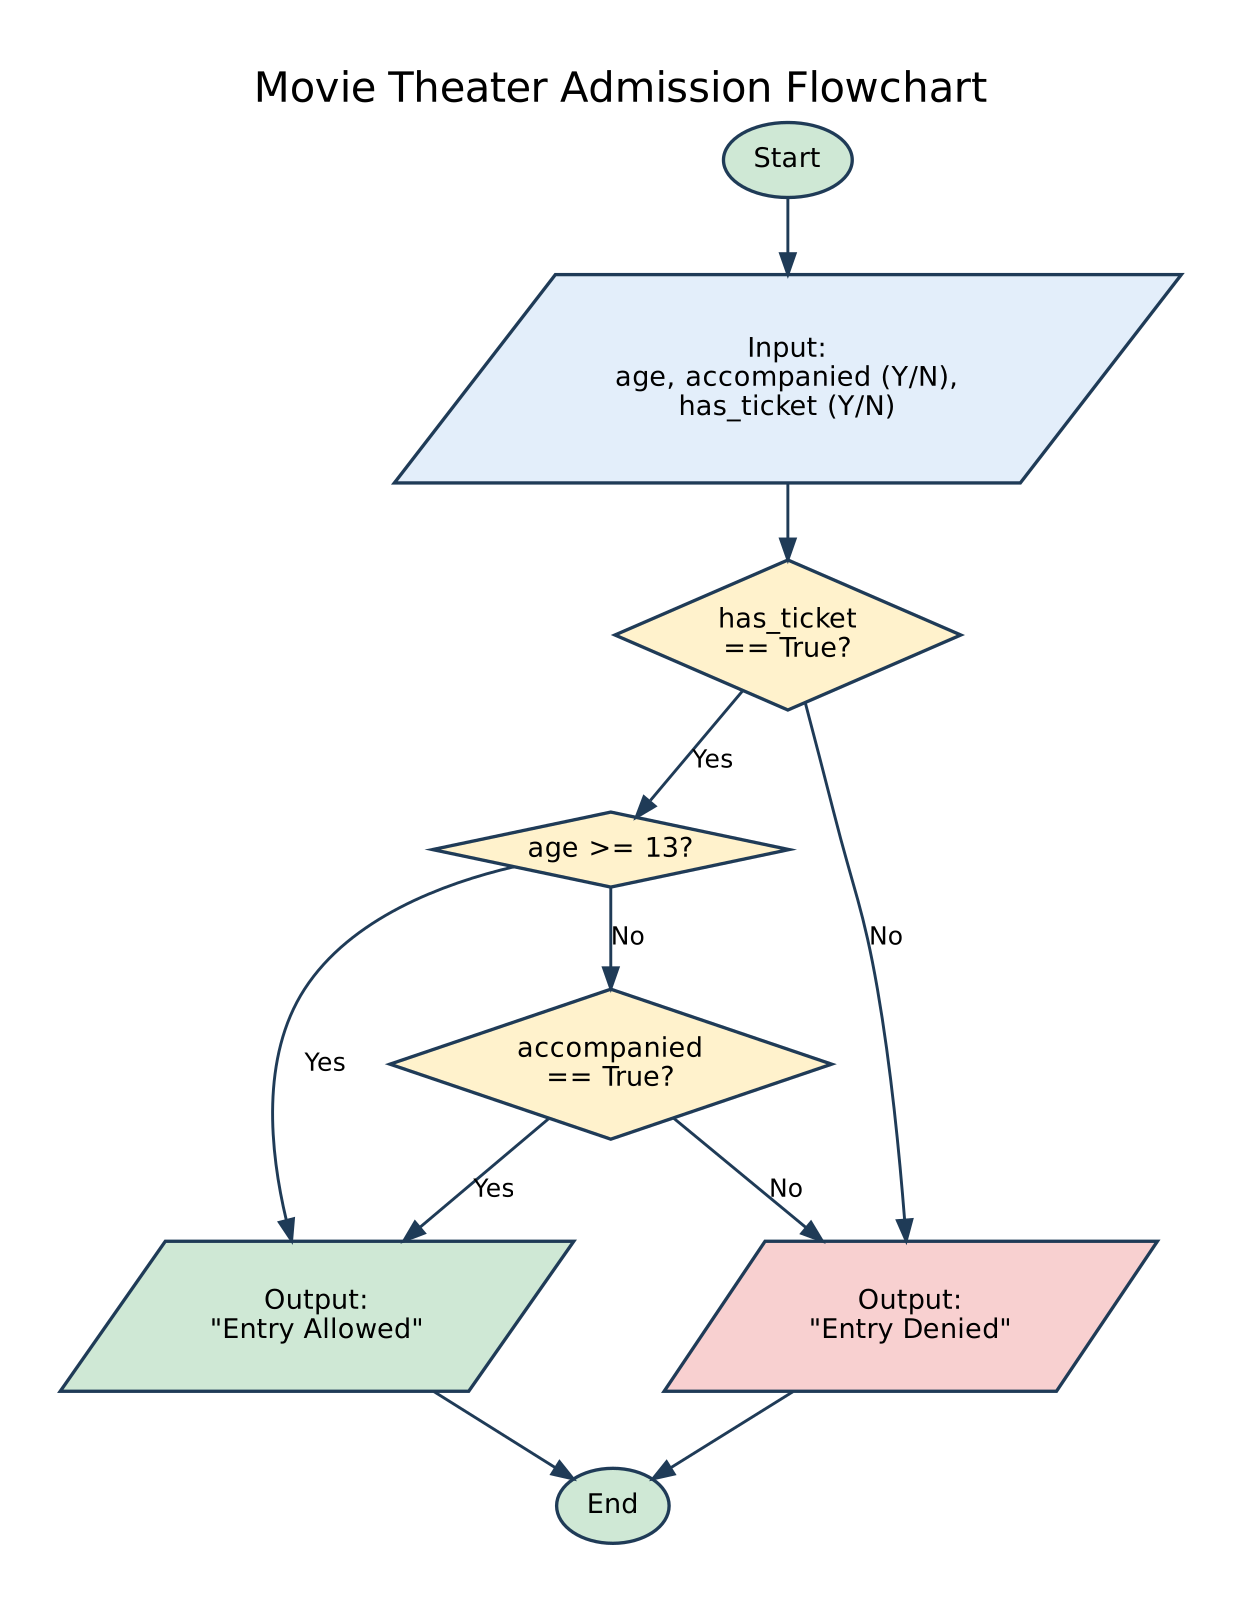 Movie Theater Admission Flowchart
Start
Input:
age, accompanied (Y/N),
has_ticket (Y/N)
has_ticket
== True?
Yes
age >= 13?
No
No
Yes
accompanied
== True?
Yes
No
Output:
"Entry Allowed"
Output:
"Entry Denied"
End